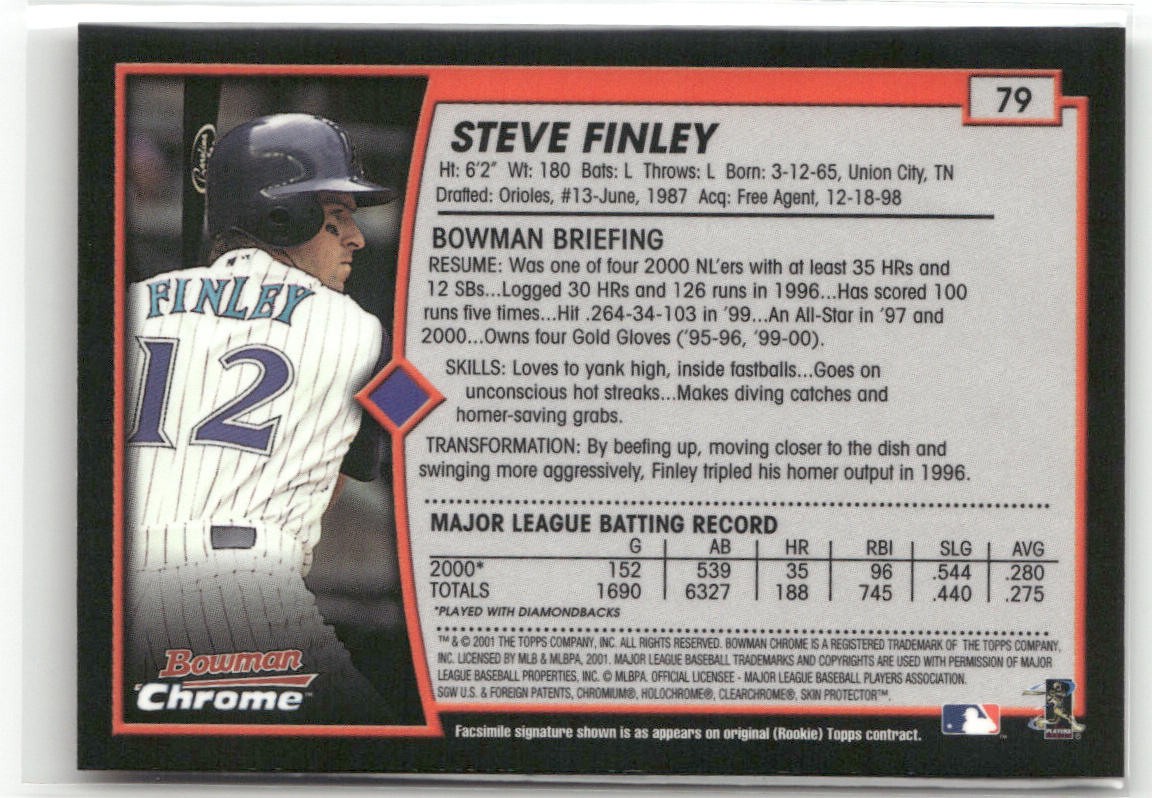 79
STEVE FINLEY
Ht: 6'2" Wt: 180 Bats: L Throws: L Born: 3-12-65, Union City, TN
Drafted: Orioles, #13-June, 1987 Acq: Free Agent, 12-18-98
BOWMAN BRIEFING
RESUME: Was one of four 2000 NL'ers with at least 35 HRs and
12 SBs...Logged 30 HRs and 126 runs in 1996...Has scored 100
runs five times...Hit .264-34-103 in '99...An All-Star in '97 and
2000...Owns four Gold Gloves ('95-96, '99-00).
SKILLS: Loves to yank high, inside fastballs...Goes on
unconscious hot streaks...Makes diving catches and
homer-saving grabs.
TRANSFORMATION: By beefing up, moving closer to the dish and
swinging more aggressively, Finley tripled his homer output in 1996.
MAJOR LEAGUE BATTING RECORD
G AB HR RBI SLG AVG
2000* 152 539 35 96 .544 .280
TOTALS 1690 6327 188 745 .440 .275
*PLAYED WITH DIAMONDBACKS
™ & © 2001 THE TOPPS COMPANY, INC. ALL RIGHTS RESERVED. BOWMAN CHROME IS A REGISTERED TRADEMARK OF THE TOPPS COMPANY,
INC. LICENSED BY MLB & MLBPA, 2001. MAJOR LEAGUE BASEBALL TRADEMARKS AND COPYRIGHTS ARE USED WITH PERMISSION OF MAJOR
LEAGUE BASEBALL PROPERTIES, INC. © MLBPA. OFFICIAL LICENSEE - MAJOR LEAGUE BASEBALL PLAYERS ASSOCIATION.
SGW U.S. & FOREIGN PATENTS, CHROMIUM®, HOLOCHROME®, CLEARCHROME®, SKIN PROTECTOR™.
Facsimile signature shown is as appears on original (Rookie) Topps contract.
FINLEY
12
Bowman
Chrome™
PLAYERS